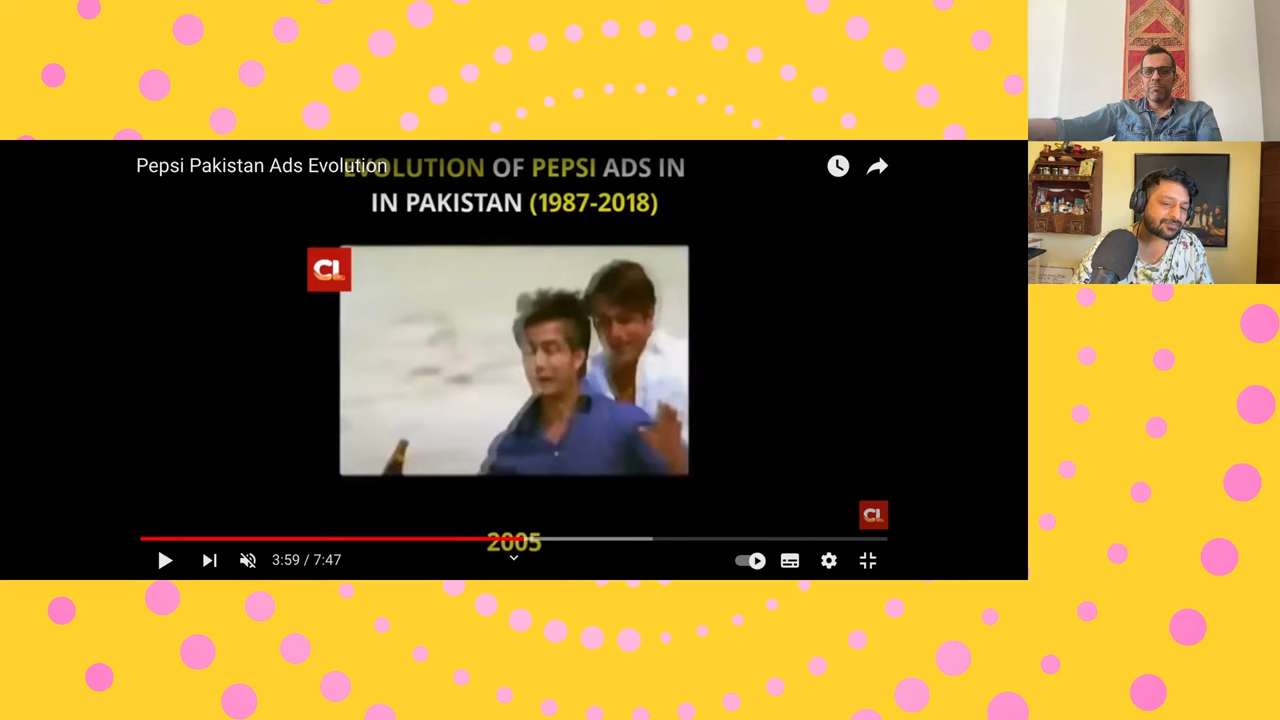 Pepsi Pakistan Ads Evolution
EVOLUTION OF PEPSI ADS IN
IN PAKISTAN (1987-2018)
CL
2005
CL
3:59 / 7:47